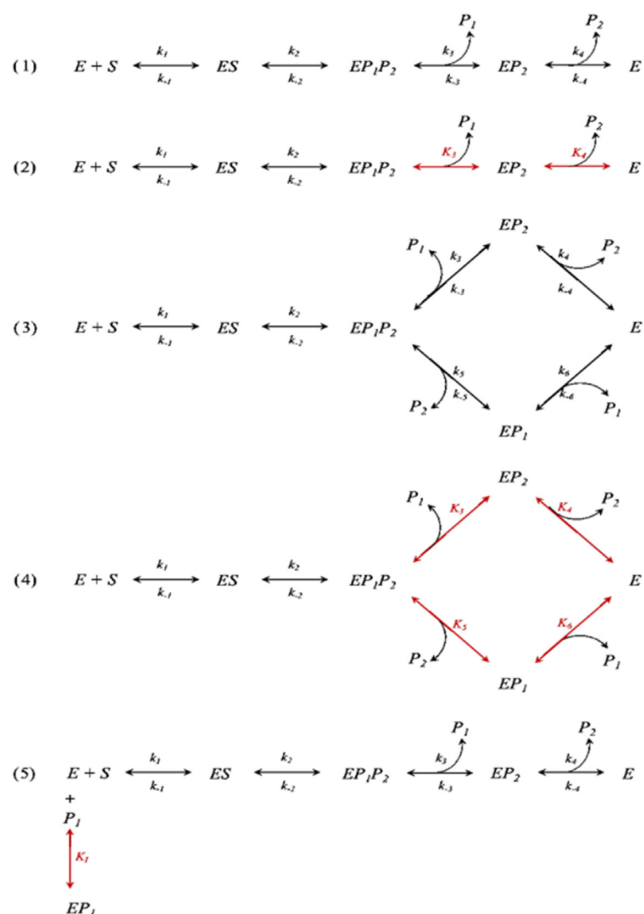 P₁ P₂
(1) E + S k₁ k₋₁ ES k₂ k₋₂ EP₁P₂ k₃ k₋₃ EP₂ k₄ k₋₄ E
P₁ P₂
(2) E + S k₁ k₋₁ ES k₂ k₋₂ EP₁P₂ K₃ EP₂ K₄ E
EP₂
P₁ k₃ k₋₃ k₄ k₋₄ P₂
(3) E + S k₁ k₋₁ ES k₂ k₋₂ EP₁P₂ E
P₂ k₅ k₋₅ k₆ k₋₆ P₁
EP₁
EP₂
P₁ K₃ K₄ P₂
(4) E + S k₁ k₋₁ ES k₂ k₋₂ EP₁P₂ E
P₂ K₅ K₆ P₁
EP₁
P₁ P₂
(5) E + S k₁ k₋₁ ES k₂ k₋₂ EP₁P₂ k₃ k₋₃ EP₂ k₄ k₋₄ E
+
P₁
K₁
EP₁